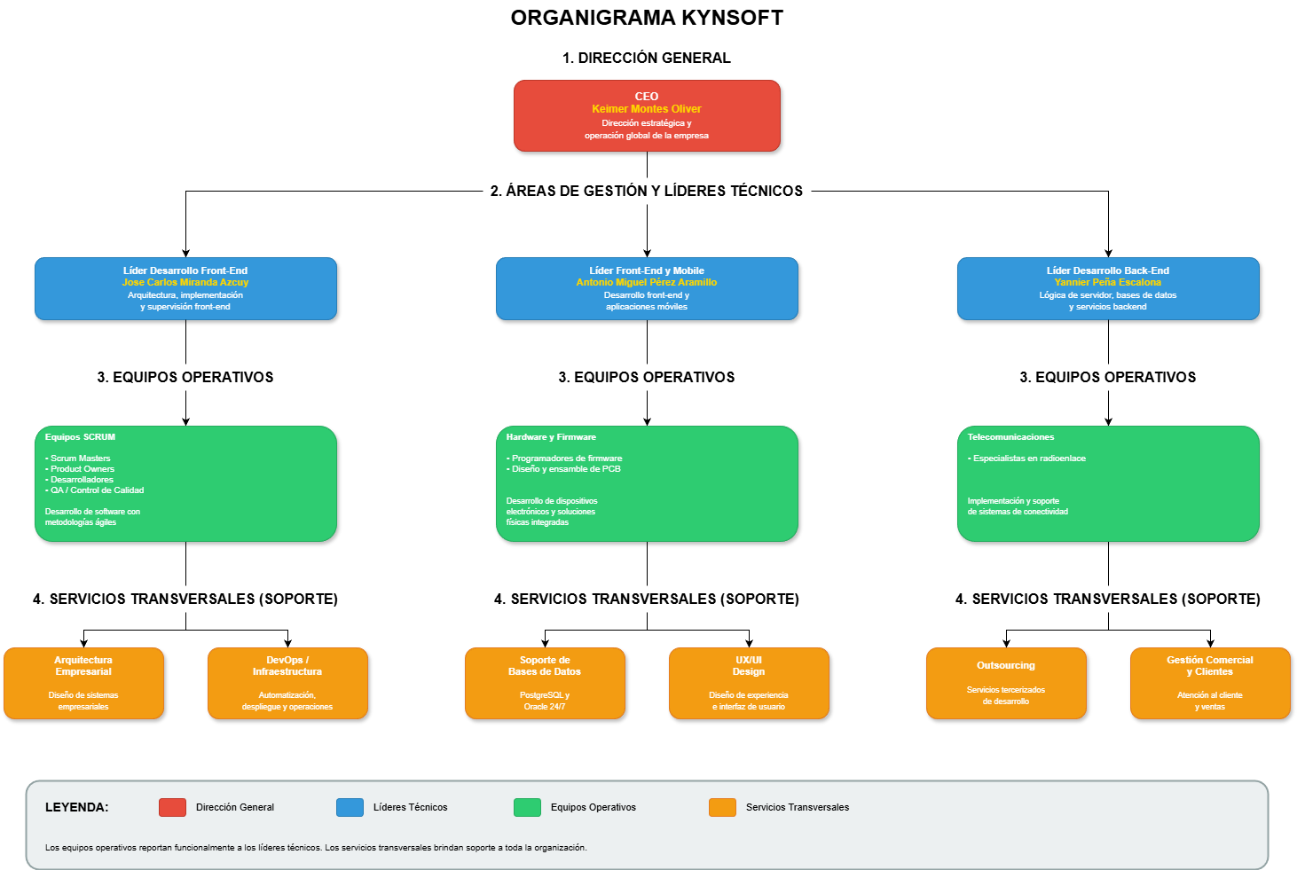 ORGANIGRAMA KYNSOFT
1. DIRECCIÓN GENERAL
CEO
Keimer Montes Oliver
Dirección estratégica y
operación global de la empresa
2. ÁREAS DE GESTIÓN Y LÍDERES TÉCNICOS
Líder Desarrollo Front-End
Jose Carlos Miranda Azcuy
Arquitectura, implementación
y supervisión front-end
Líder Front-End y Mobile
Antonio Miguel Pérez Aramillo
Desarrollo front-end y
aplicaciones móviles
Líder Desarrollo Back-End
Yannier Peña Escalona
Lógica de servidor, bases de datos
y servicios backend
3. EQUIPOS OPERATIVOS
3. EQUIPOS OPERATIVOS
3. EQUIPOS OPERATIVOS
Equipos SCRUM
- Scrum Masters
- Product Owners
- Desarrolladores
- QA / Control de Calidad
Desarrollo de software con
metodologías ágiles
Hardware y Firmware
- Programadores de firmware
- Diseño y ensamble de PCB
Desarrollo de dispositivos
electrónicos y soluciones
físicas integradas
Telecomunicaciones
- Especialistas en radioenlace
Implementación y soporte
de sistemas de conectividad
4. SERVICIOS TRANSVERSALES (SOPORTE)
4. SERVICIOS TRANSVERSALES (SOPORTE)
4. SERVICIOS TRANSVERSALES (SOPORTE)
Arquitectura
Empresarial
Diseño de sistemas
empresariales
DevOps /
Infraestructura
Automatización,
despliegue y operaciones
Soporte de
Bases de Datos
PostgreSQL y
Oracle 24/7
UX/UI
Design
Diseño de experiencia
e interfaz de usuario
Outsourcing
Servicios tercerizados
de desarrollo
Gestión Comercial
y Clientes
Atención al cliente
y ventas
LEYENDA:
Dirección General
Líderes Técnicos
Equipos Operativos
Servicios Transversales
Los equipos operativos reportan funcionalmente a los líderes técnicos. Los servicios transversales brindan soporte a toda la organización.